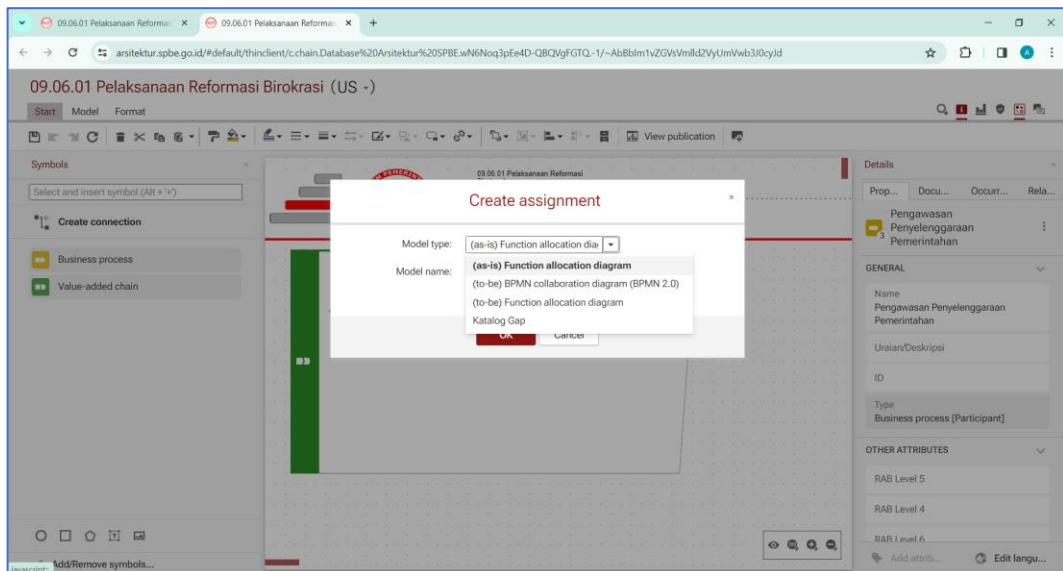 09.06.01 Pelaksanaan Reformas
09.06.01 Pelaksanaan Reformas
arsitektur.spbe.go.id/#default/thinclient/c.chain.Database%20Arsitektur%20SPBE.wN6Noq3pEe4D-QBQVgFGTQ.-1/~AbBbIm1vZGVsVmlld2VyUmVwb3J0cyJd
09.06.01 Pelaksanaan Reformasi Birokrasi (US -)
Start Model Format
View publication
Symbols
Select and insert symbol (Alt + '+')
Create connection
Business process
Value-added chain
Add/Remove symbols...
09.06.01 Pelaksanaan Reformasi
Create assignment
Model type: (as-is) Function allocation dia
Model name:
(as-is) Function allocation diagram
(to-be) BPMN collaboration diagram (BPMN 2.0)
(to-be) Function allocation diagram
Katalog Gap
OK Cancel
Details
Prop... Docu... Occurr... Rela...
Pengawasan
Penyelenggaraan
Pemerintahan
3
GENERAL
Name
Pengawasan Penyelenggaraan
Pemerintahan
Uraian/Deskripsi
ID
Type
Business process [Participant]
OTHER ATTRIBUTES
RAB Level 5
RAB Level 4
RAB Level 6
Add attrib... Edit langu...